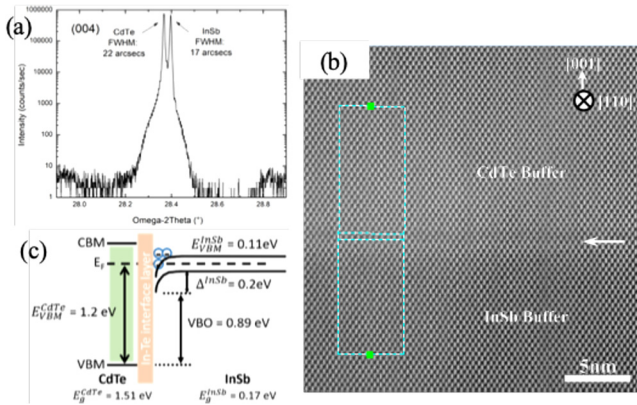 (a)
(004)
CdTe
FWHM:
22 arcsecs
InSb
FWHM:
17 arcsecs
Intensity (counts/sec)
1000000
100000
10000
1000
100
10
1
28.0
28.2
28.4
28.6
28.8
Omega-2Theta (°)
(b)
[001]
[110]
CdTe Buffer
InSb Buffer
5nm
(c)
CBM
E_F
E_VBM^CdTe = 1.2 eV
VBM
In-Te interface layer
E_VBM^InSb = 0.11eV
Δ^InSb = 0.2eV
VBO = 0.89 eV
CdTe
InSb
E_g^CdTe = 1.51 eV
E_g^InSb = 0.17 eV